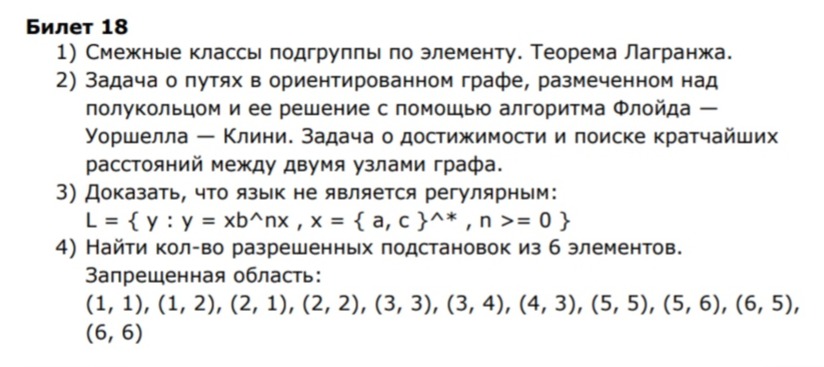 Билет 18
1) Смежные классы подгруппы по элементу. Теорема Лагранжа.
2) Задача о путях в ориентированном графе, размеченном над
полукольцом и ее решение с помощью алгоритма Флойда —
Уоршелла — Клини. Задача о достижимости и поиске кратчайших
расстояний между двумя узлами графа.
3) Доказать, что язык не является регулярным:
L = { y : y = xb^nx , x = { a, c }^* , n >= 0 }
4) Найти кол-во разрешенных подстановок из 6 элементов.
Запрещенная область:
(1, 1), (1, 2), (2, 1), (2, 2), (3, 3), (3, 4), (4, 3), (5, 5), (5, 6), (6, 5),
(6, 6)